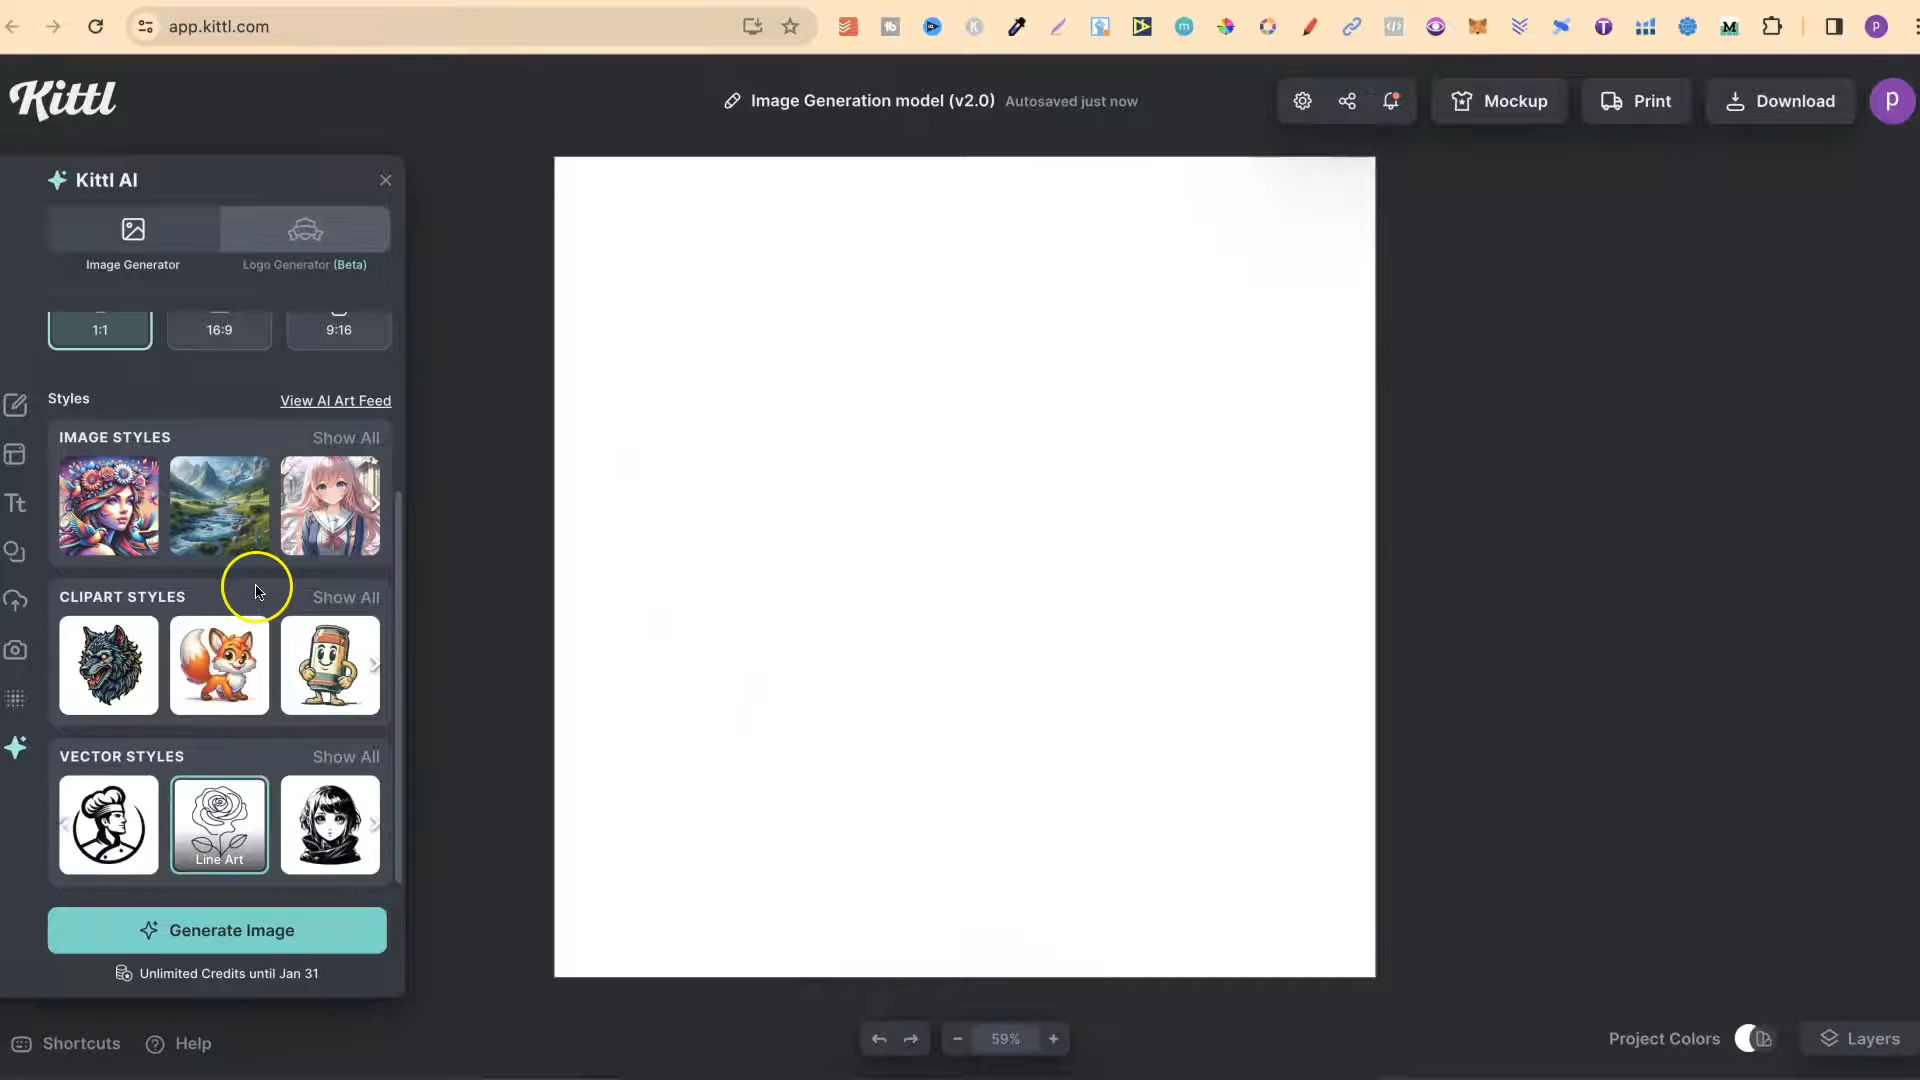 app.kittl.com
Kittl
Image Generation model (v2.0) Autosaved just now
Mockup
Print
Download
P
Kittl AI
Image Generator
Logo Generator (Beta)
1:1
16:9
9:16
Styles
View AI Art Feed
IMAGE STYLES
Show All
CLIPART STYLES
Show All
VECTOR STYLES
Show All
Line Art
Generate Image
Unlimited Credits until Jan 31
Shortcuts
Help
59%
Project Colors
Layers